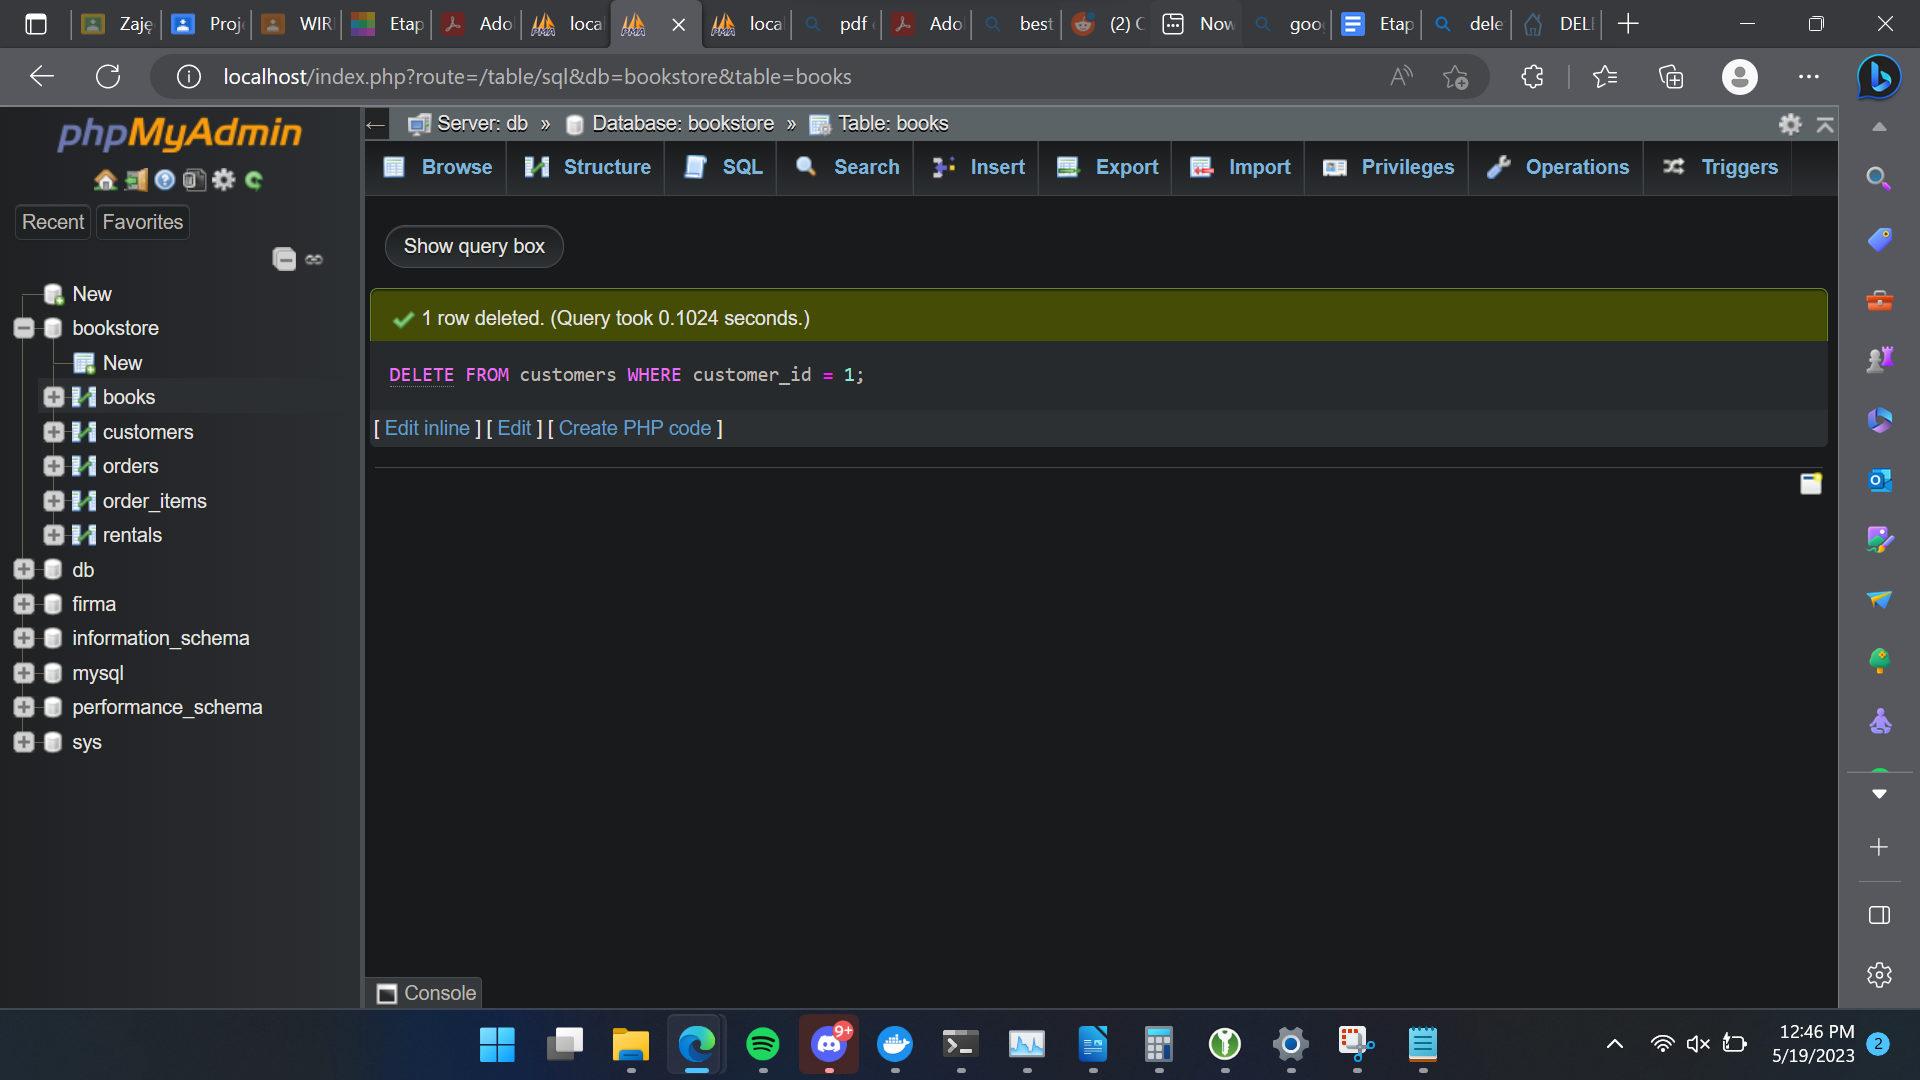 Zaję
Proj
WIR
Etap
Ado
loca
loca
pdf
Ado
best
(2) C
Now
goo
Etap
dele
DEL
localhost/index.php?route=/table/sql&db=bookstore&table=books
phpMyAdmin
Recent
Favorites
New
bookstore
New
books
customers
orders
order_items
rentals
db
firma
information_schema
mysql
performance_schema
sys
Server: db » Database: bookstore » Table: books
Browse
Structure
SQL
Search
Insert
Export
Import
Privileges
Operations
Triggers
Show query box
1 row deleted. (Query took 0.1024 seconds.)
DELETE FROM customers WHERE customer_id = 1;
[ Edit inline ] [ Edit ] [ Create PHP code ]
Console
9+
12:46 PM
5/19/2023
2